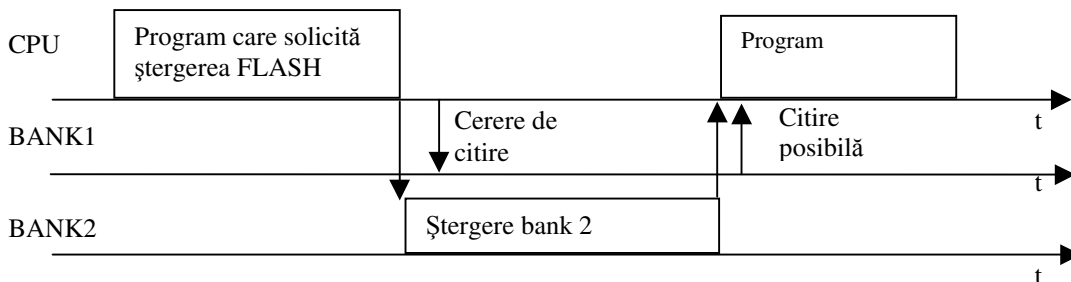 CPU
Program care solicită
ştergerea FLASH
Program
t
BANK1
Cerere de
citire
Citire
posibilă
t
BANK2
Ştergere bank 2
t